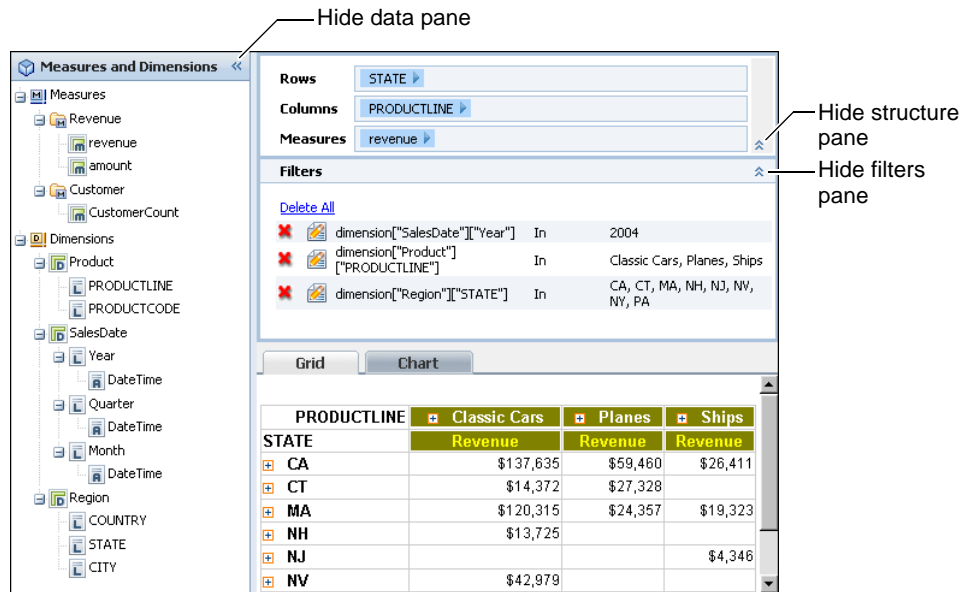 Hide data pane
Measures and Dimensions
Measures
Revenue
revenue
amount
Customer
CustomerCount
Dimensions
Product
PRODUCTLINE
PRODUCTCODE
SalesDate
Year
DateTime
Quarter
DateTime
Month
DateTime
Region
COUNTRY
STATE
CITY
Rows STATE
Columns PRODUCTLINE
Measures revenue
Hide structure
pane
Filters
Hide filters
pane
Delete All
dimension["SalesDate"]["Year"] In 2004
dimension["Product"]
["PRODUCTLINE"] In Classic Cars, Planes, Ships
dimension["Region"]["STATE"] In CA, CT, MA, NH, NJ, NV,
NY, PA
Grid Chart
PRODUCTLINE Classic Cars Planes Ships
STATE Revenue Revenue Revenue
CA $137,635 $59,460 $26,411
CT $14,372 $27,328
MA $120,315 $24,357 $19,323
NH $13,725
NJ $4,346
NV $42,979